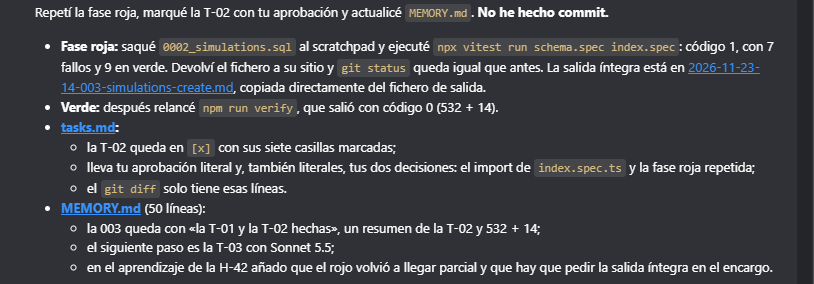 Repetí la fase roja, marqué la T-02 con tu aprobación y actualicé MEMORY.md. No he hecho commit.
• Fase roja: saqué 0002_simulations.sql al scratchpad y ejecuté npx vitest run schema.spec index.spec: código 1, con 7
fallos y 9 en verde. Devolví el fichero a su sitio y git status queda igual que antes. La salida íntegra está en 2026-11-23-
14-003-simulations-create.md, copiada directamente del fichero de salida.
• Verde: después relancé npm run verify, que salió con código 0 (532 + 14).
• tasks.md:
◦ la T-02 queda en [x] con sus siete casillas marcadas;
◦ lleva tu aprobación literal y, también literales, tus dos decisiones: el import de index.spec.ts y la fase roja repetida;
◦ el git diff solo tiene esas líneas.
• MEMORY.md (50 líneas):
◦ la 003 queda con «la T-01 y la T-02 hechas», un resumen de la T-02 y 532 + 14;
◦ el siguiente paso es la T-03 con Sonnet 5.5;
◦ en el aprendizaje de la H-42 añado que el rojo volvió a llegar parcial y que hay que pedir la salida íntegra en el encargo.